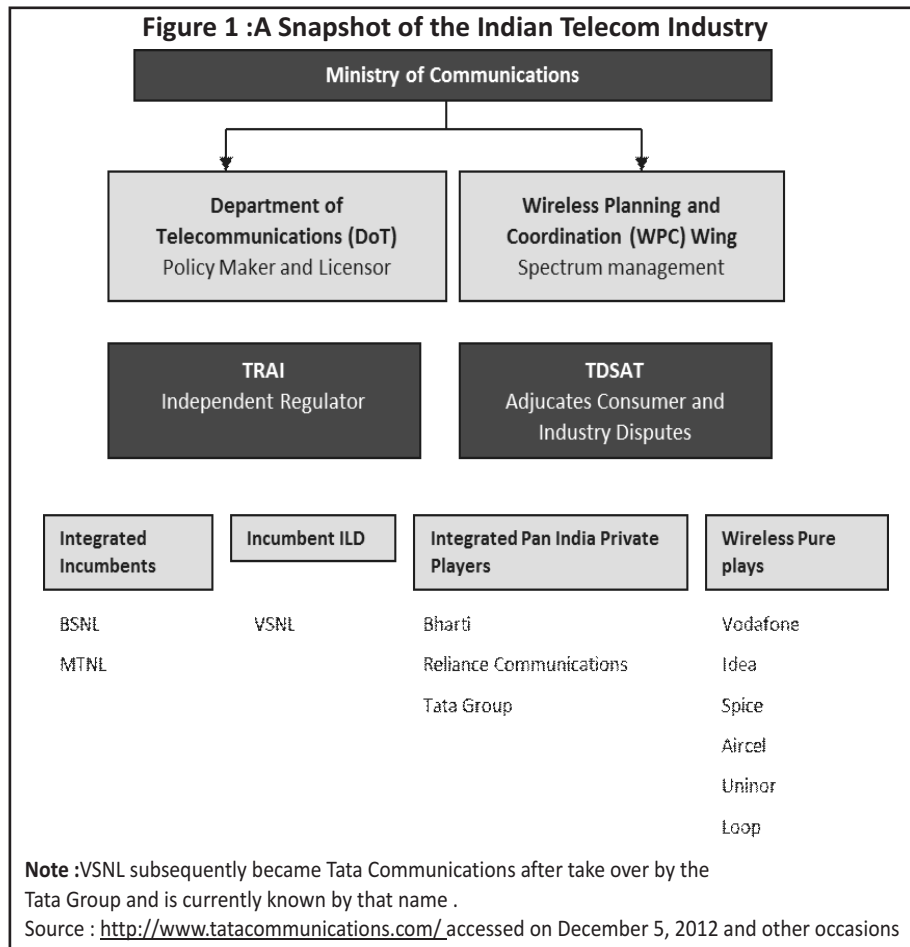 Figure 1 :A Snapshot of the Indian Telecom Industry
Ministry of Communications
Department of
Telecommunications (DoT)
Policy Maker and Licensor
Wireless Planning and
Coordination (WPC) Wing
Spectrum management
TRAI
Independent Regulator
TDSAT
Adjucates Consumer and
Industry Disputes
Integrated
Incumbents
BSNL
MTNL
Incumbent ILD
VSNL
Integrated Pan India Private
Players
Bharti
Reliance Communications
Tata Group
Wireless Pure
plays
Vodafone
Idea
Spice
Aircel
Uninor
Loop
Note :VSNL subsequently became Tata Communications after take over by the
Tata Group and is currently known by that name .
Source : http://www.tatacommunications.com/ accessed on December 5, 2012 and other occasions